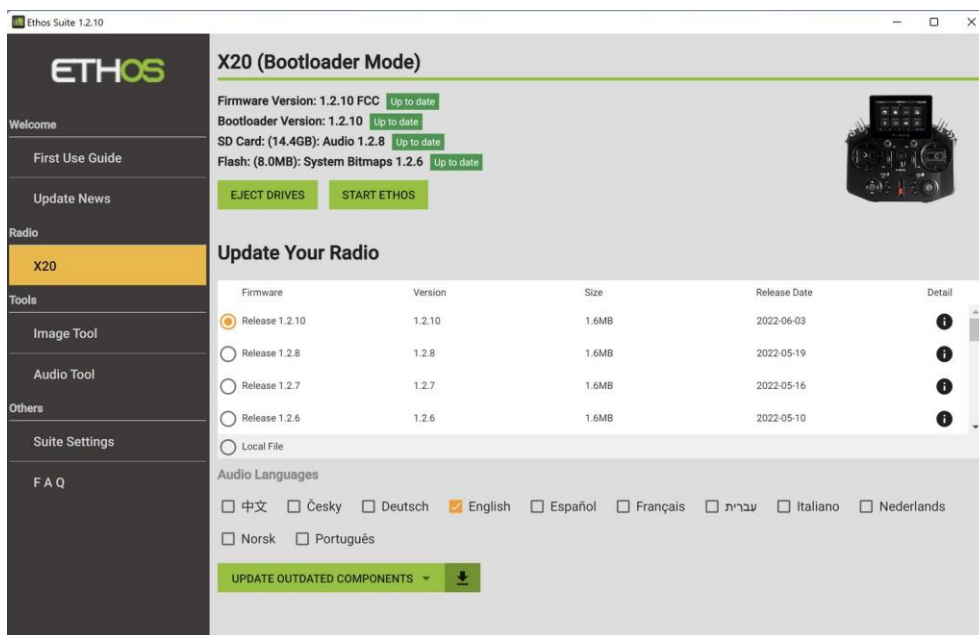 Ethos Suite 1.2.10
ETHOS
Welcome
First Use Guide
Update News
Radio
X20
Tools
Image Tool
Audio Tool
Others
Suite Settings
F A Q
X20 (Bootloader Mode)
Firmware Version: 1.2.10 FCC Up to date
Bootloader Version: 1.2.10 Up to date
SD Card: (14.4GB): Audio 1.2.8 Up to date
Flash: (8.0MB): System Bitmaps 1.2.6 Up to date
EJECT DRIVES START ETHOS
Update Your Radio
Firmware Version Size Release Date Detail
Release 1.2.10 1.2.10 1.6MB 2022-06-03
Release 1.2.8 1.2.8 1.6MB 2022-05-19
Release 1.2.7 1.2.7 1.6MB 2022-05-16
Release 1.2.6 1.2.6 1.6MB 2022-05-10
Local File
Audio Languages
中文 Česky Deutsch English Español Français עברית Italiano Nederlands
Norsk Português
UPDATE OUTDATED COMPONENTS